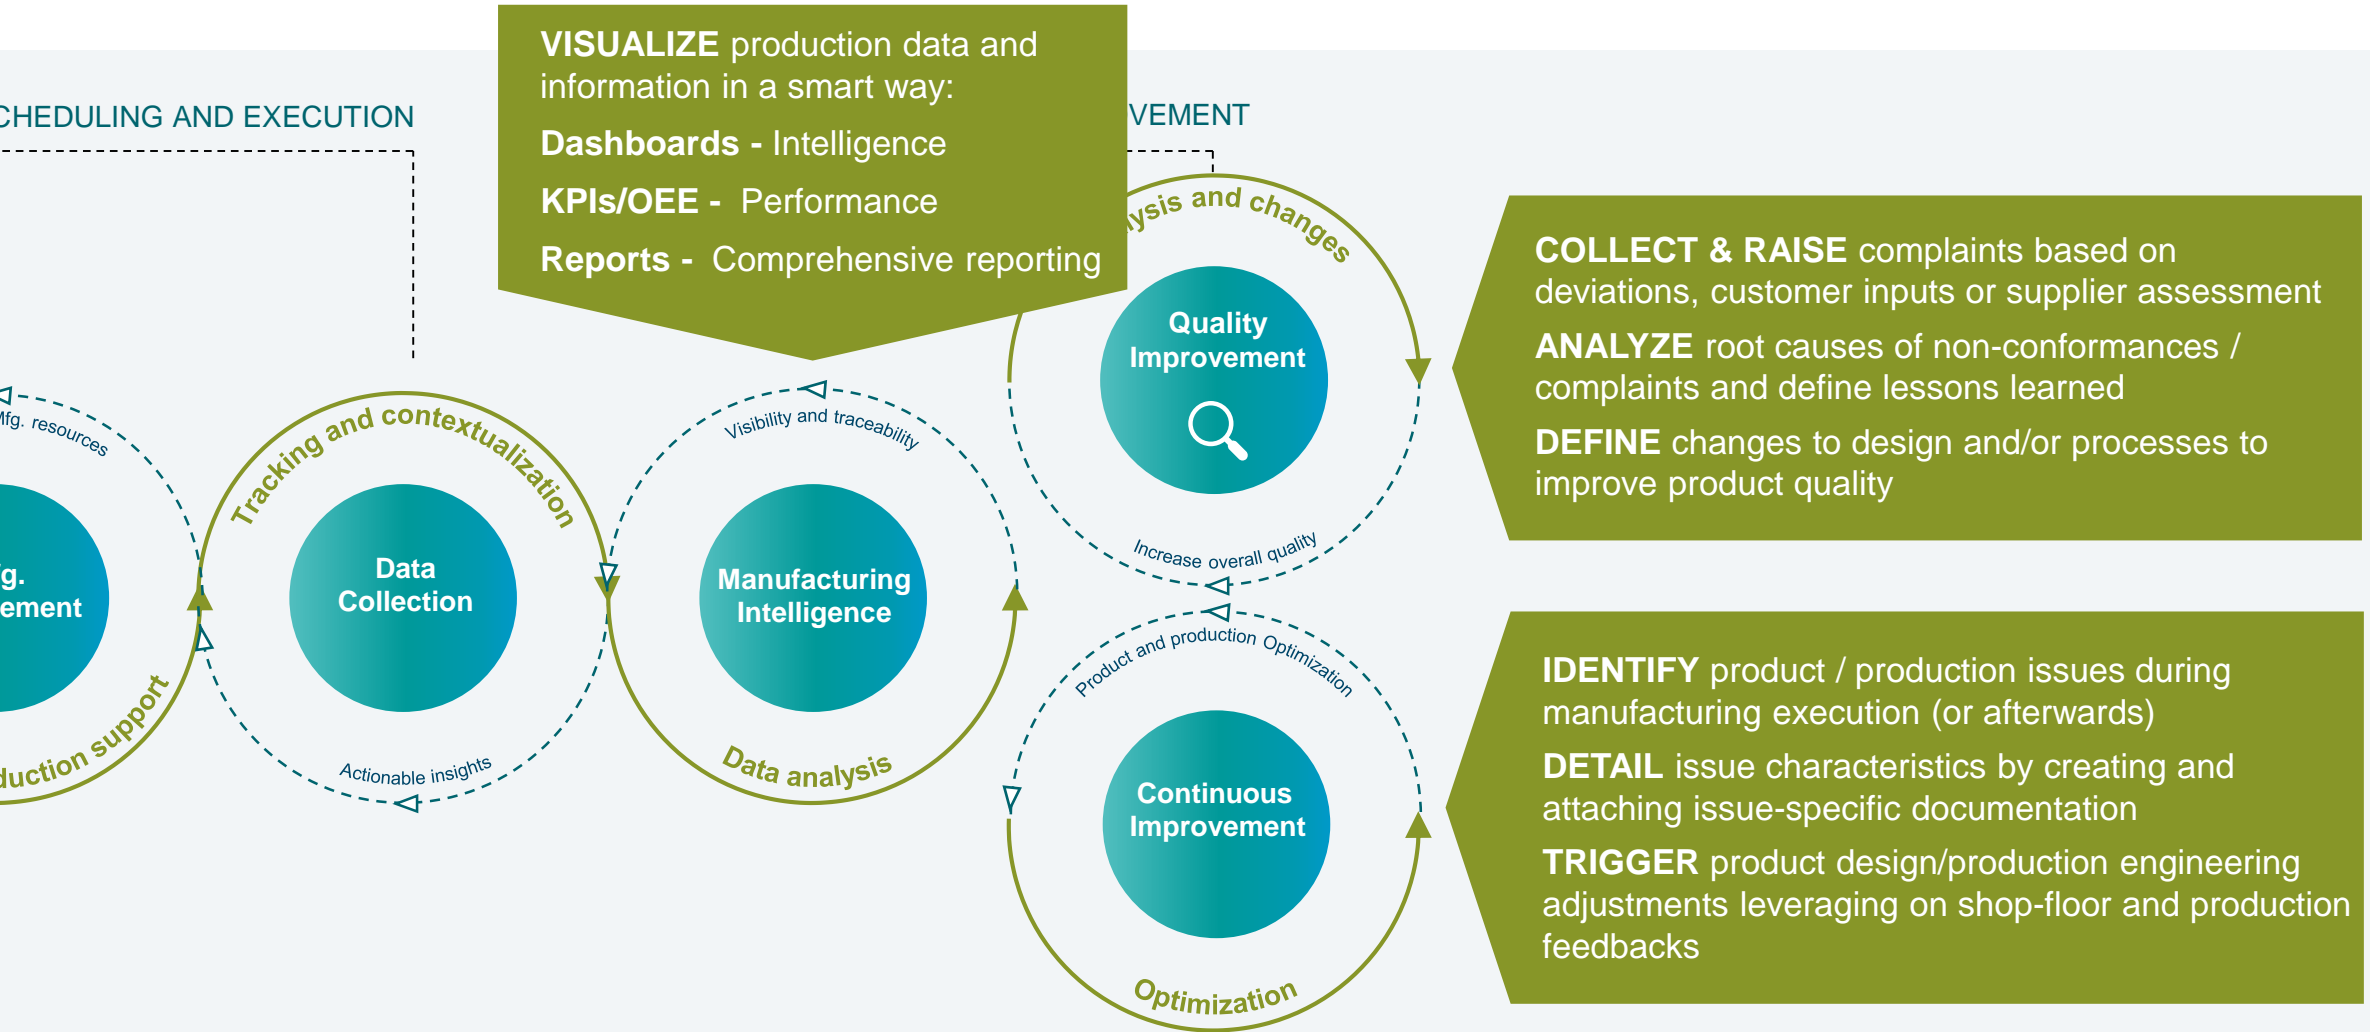 VISUALIZE production data and
information in a smart way:
Dashboards - Intelligence
KPIs/OEE - Performance
Reports - Comprehensive reporting
CHEDULING AND EXECUTION
VEMENT
Mfg. resources
Tracking and contextualization
Visibility and traceability
lysis and changes
Quality
Improvement
Increase overall quality
g.
ement
Data
Collection
Manufacturing
Intelligence
duction support
Actionable insights
Data analysis
Product and production Optimization
Continuous
Improvement
Optimization
COLLECT & RAISE complaints based on
deviations, customer inputs or supplier assessment
ANALYZE root causes of non-conformances /
complaints and define lessons learned
DEFINE changes to design and/or processes to
improve product quality
IDENTIFY product / production issues during
manufacturing execution (or afterwards)
DETAIL issue characteristics by creating and
attaching issue-specific documentation
TRIGGER product design/production engineering
adjustments leveraging on shop-floor and production
feedbacks